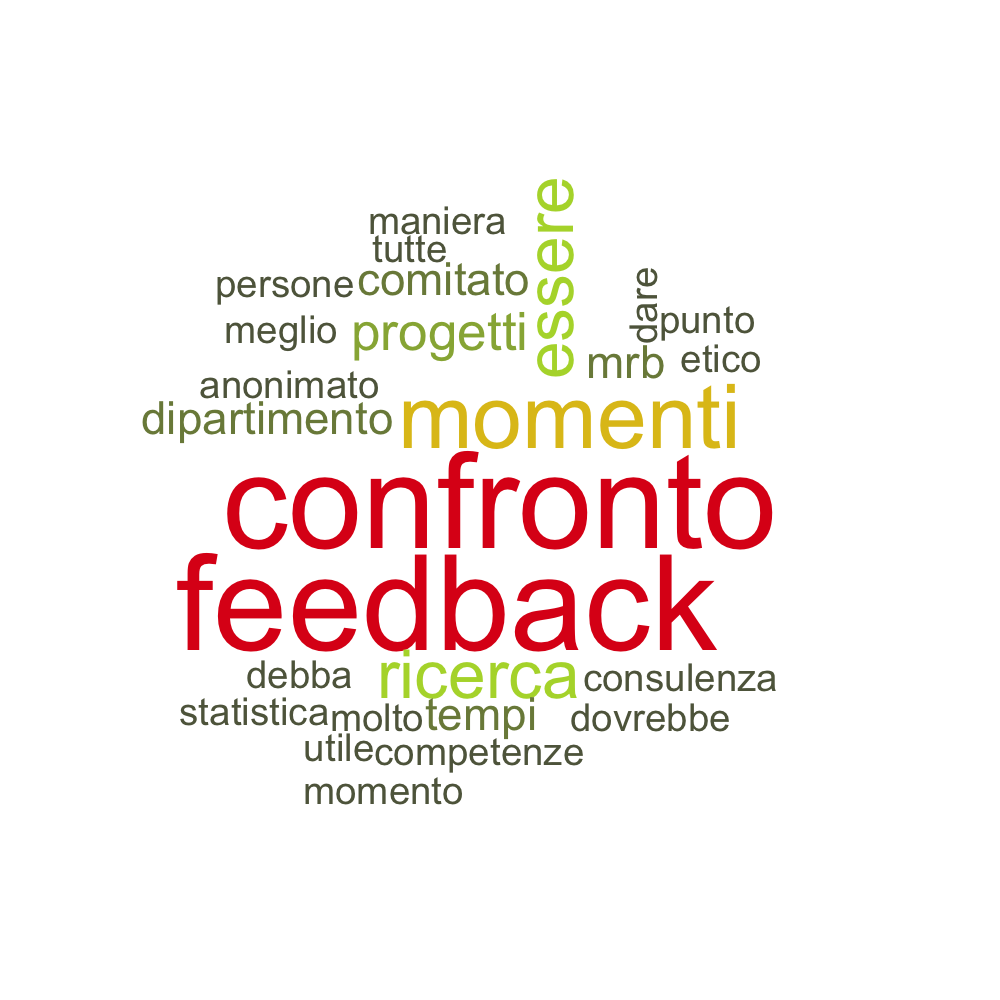 maniera
tutte
essere
persone
comitato
dare
meglio
progetti
punto
mrb
etico
anonimato
dipartimento
momenti
confronto
feedback
debba
ricerca
consulenza
statistica
molto
tempi
dovrebbe
utile
competenze
momento